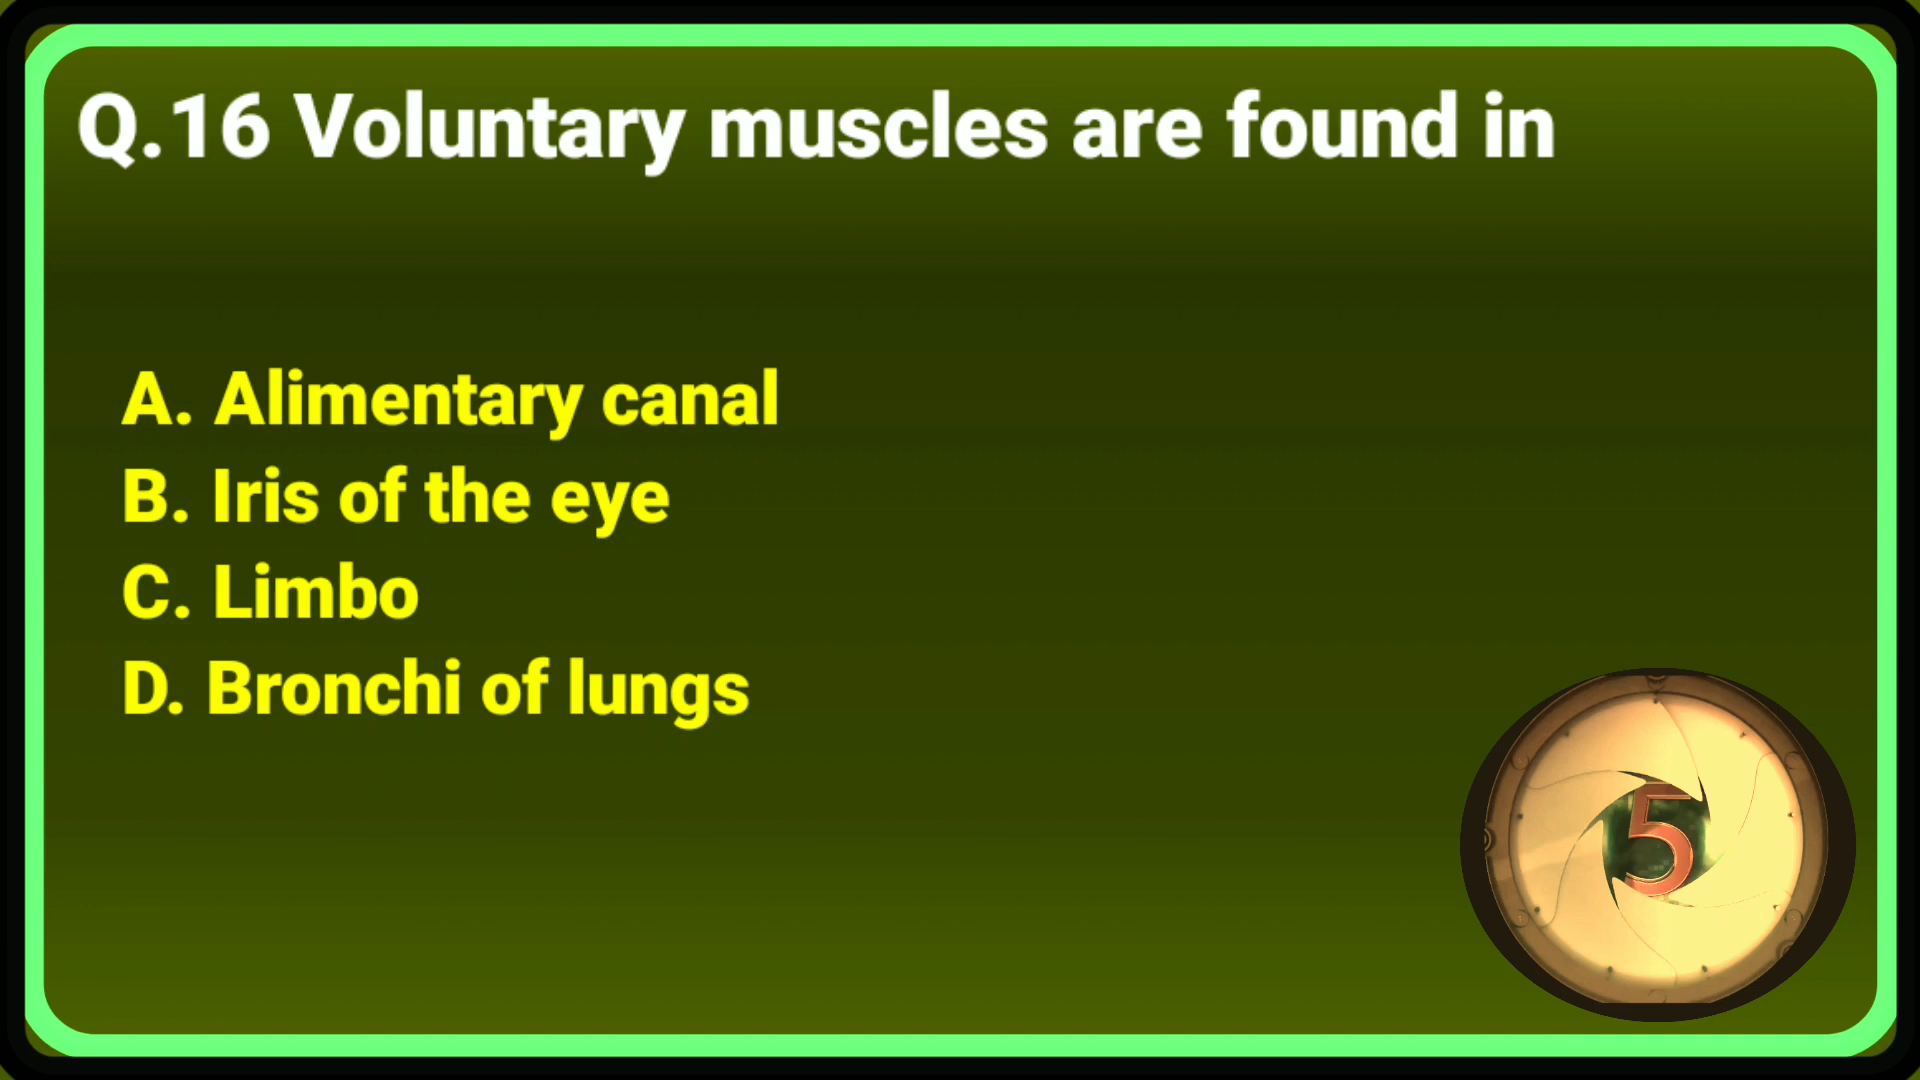 Q.16 Voluntary muscles are found in
A. Alimentary canal
B. Iris of the eye
C. Limbo
D. Bronchi of lungs
5